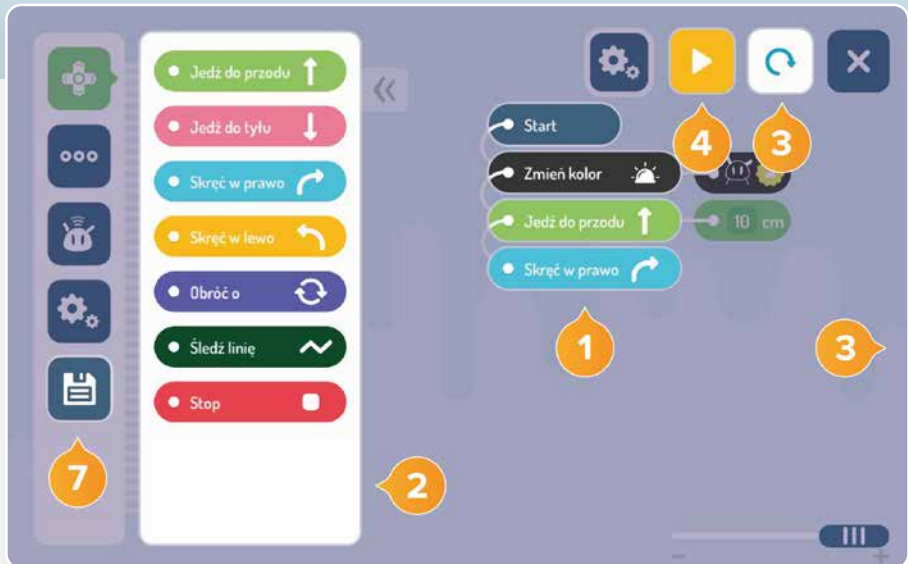 Jedź do przodu
Jedź do tyłu
Skręć w prawo
Skręć w lewo
Obróć o
Śledź linię
Stop
Start
Zmień kolor
Jedź do przodu
10 cm
Skręć w prawo
4
3
1
3
7
2